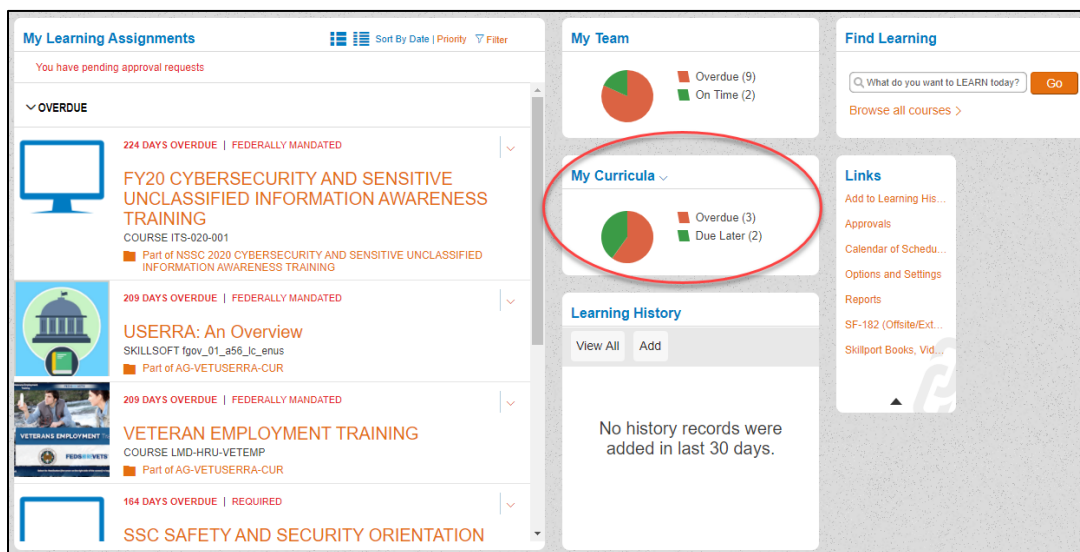 My Learning Assignments
Sort By Date | Priority Filter
You have pending approval requests
OVERDUE
224 DAYS OVERDUE | FEDERALLY MANDATED
FY20 CYBERSECURITY AND SENSITIVE
UNCLASSIFIED INFORMATION AWARENESS
TRAINING
COURSE ITS-020-001
Part of NSSC 2020 CYBERSECURITY AND SENSITIVE UNCLASSIFIED
INFORMATION AWARENESS TRAINING
209 DAYS OVERDUE | FEDERALLY MANDATED
USERRA: An Overview
SKILLSOFT fgov_01_a56_lc_enus
Part of AG-VETUSERRA-CUR
209 DAYS OVERDUE | FEDERALLY MANDATED
VETERANS EMPLOYMENT
FEDS
VETS
VETERAN EMPLOYMENT TRAINING
COURSE LMD-HRU-VETEMP
Part of AG-VETUSERRA-CUR
164 DAYS OVERDUE | REQUIRED
SSC SAFETY AND SECURITY ORIENTATION
My Team
Overdue (9)
On Time (2)
My Curricula
Overdue (3)
Due Later (2)
Learning History
View All Add
No history records were
added in last 30 days.
Find Learning
What do you want to LEARN today? Go
Browse all courses >
Links
Add to Learning His...
Approvals
Calendar of Schedu...
Options and Settings
Reports
SF-182 (Offsite/Ext...
Skillport Books, Vid...